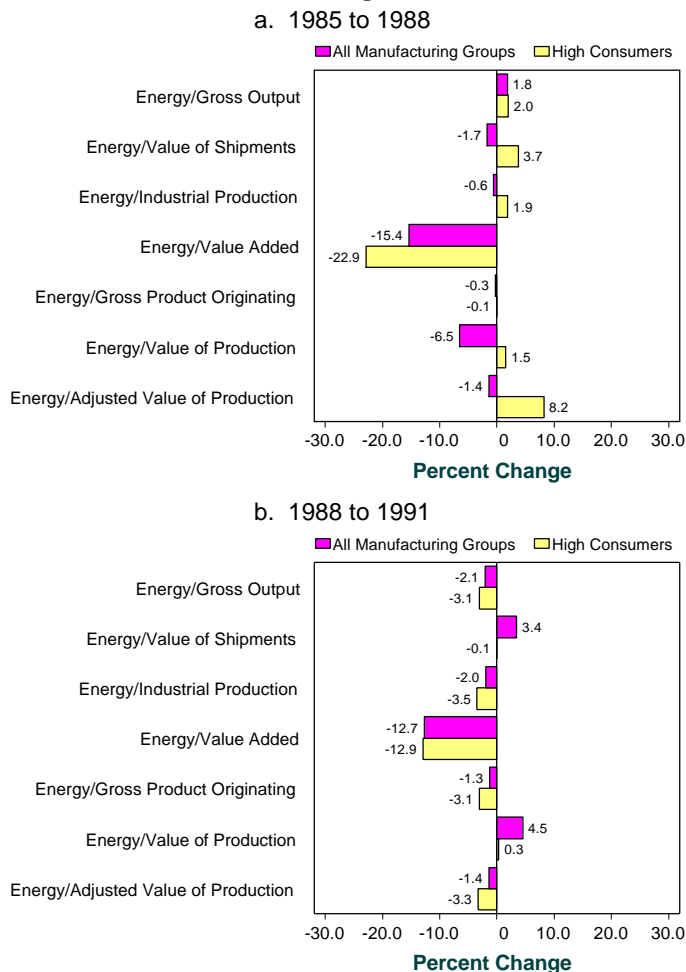 a. 1985 to 1988
All Manufacturing Groups High Consumers
Energy/Gross Output
1.8
2.0
Energy/Value of Shipments
-1.7
3.7
Energy/Industrial Production
-0.6
1.9
Energy/Value Added
-15.4
-22.9
Energy/Gross Product Originating
-0.3
-0.1
Energy/Value of Production
-6.5
1.5
Energy/Adjusted Value of Production
-1.4
8.2
-30.0 -20.0 -10.0 0 10.0 20.0 30.0
Percent Change
b. 1988 to 1991
All Manufacturing Groups High Consumers
Energy/Gross Output
-2.1
-3.1
Energy/Value of Shipments
3.4
-0.1
Energy/Industrial Production
-2.0
-3.5
Energy/Value Added
-12.7
-12.9
Energy/Gross Product Originating
-1.3
-3.1
Energy/Value of Production
4.5
0.3
Energy/Adjusted Value of Production
-1.4
-3.3
-30.0 -20.0 -10.0 0 10.0 20.0 30.0
Percent Change